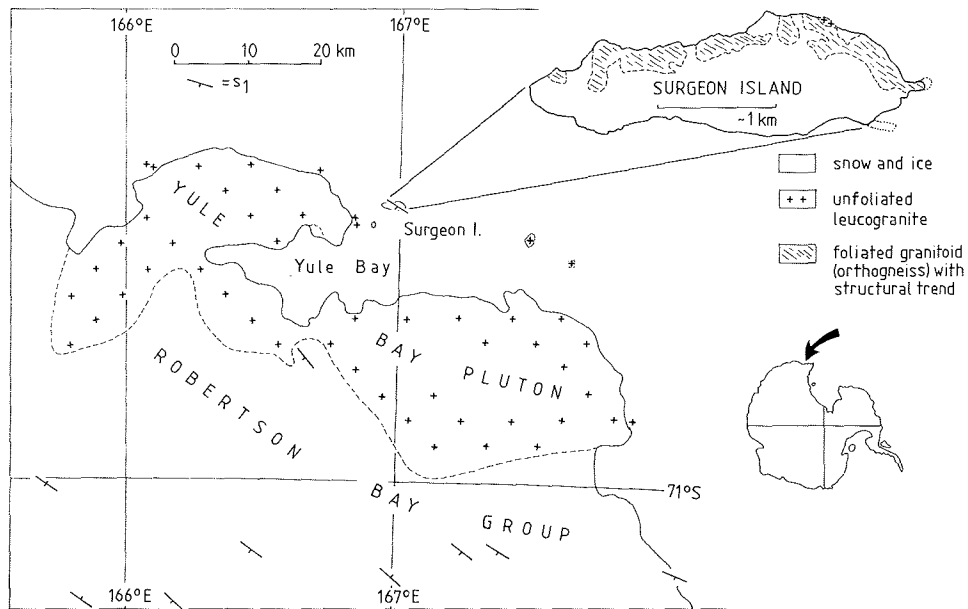 166°E
167°E
0 10 20 km
=S1
SURGEON ISLAND
~1 km
snow and ice
++ unfoliated
leucogranite
foliated granitoid
(orthogneiss) with
structural trend
YULE
Surgeon I.
Yule Bay
BAY
PLUTON
ROBERTSON
BAY
GROUP
71°S
166°E
167°E